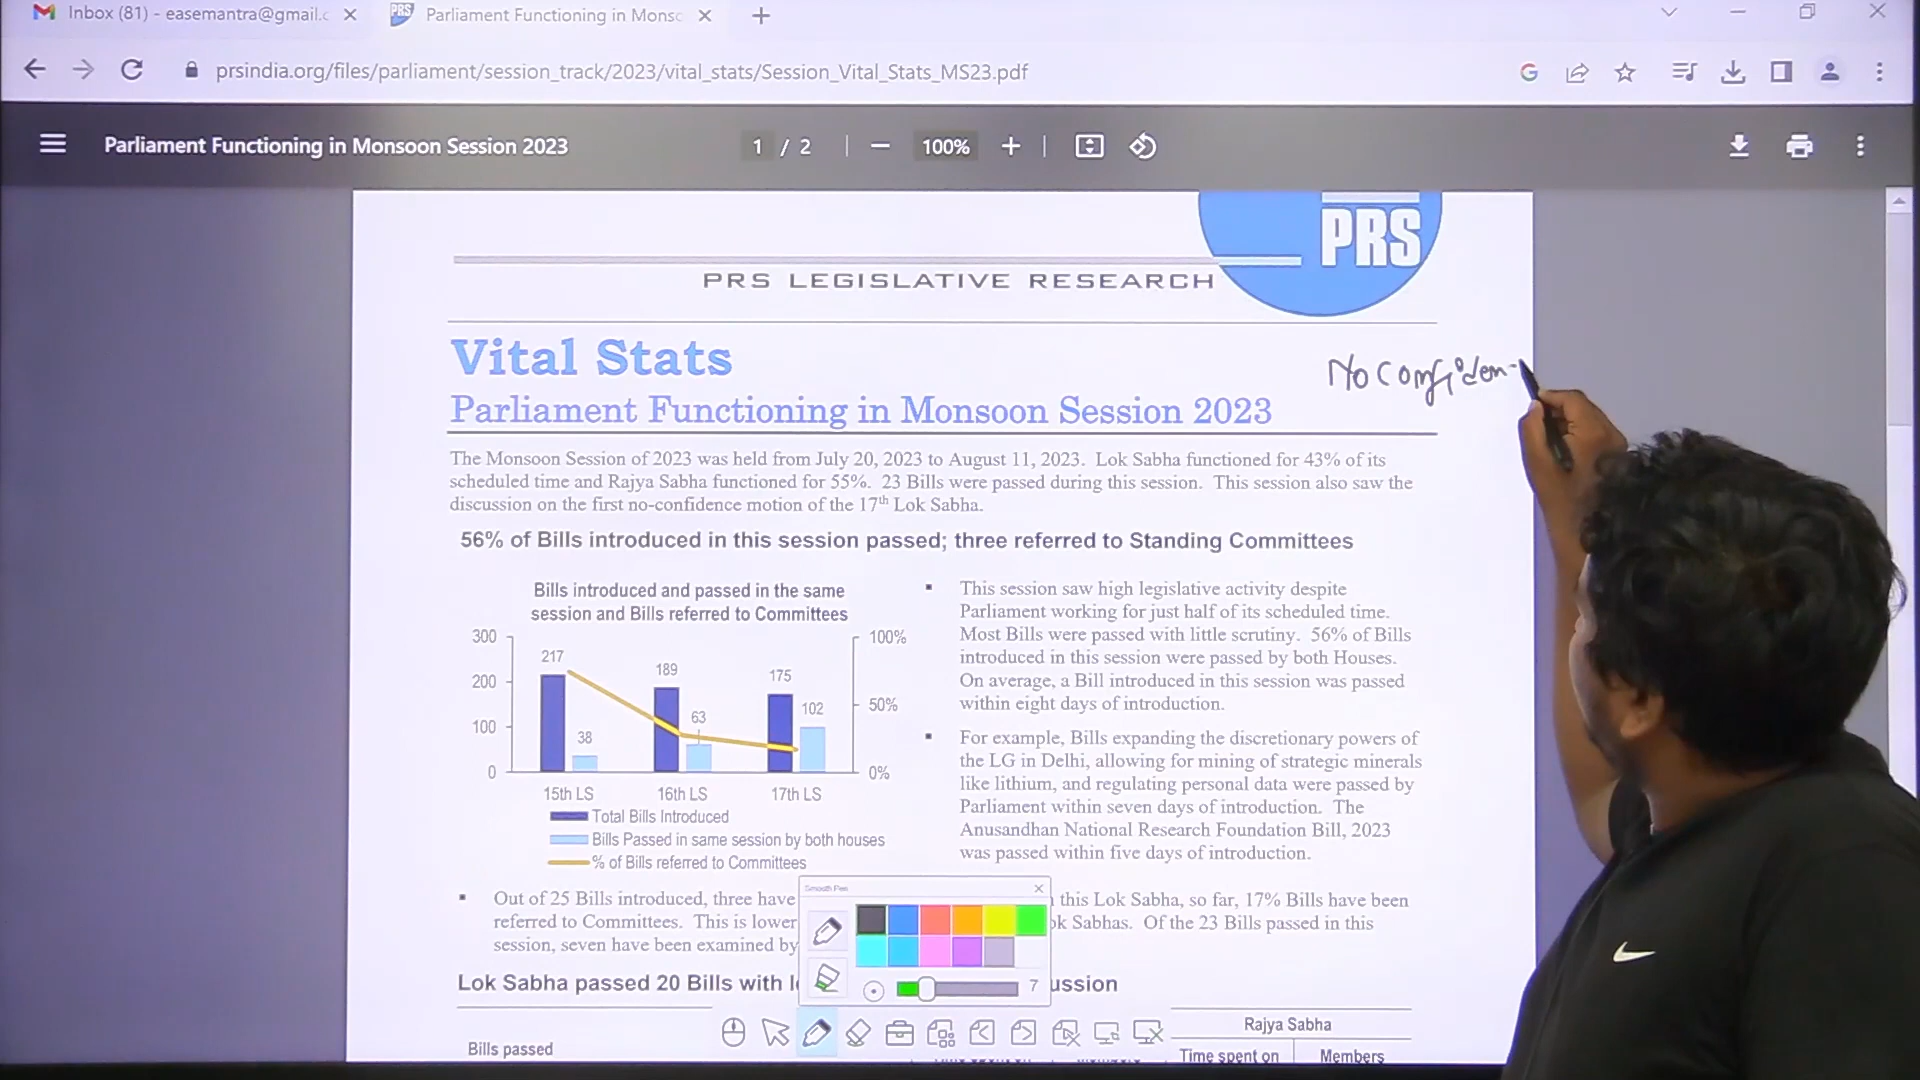 Inbox (81) - easemantra@gmail.c
Parliament Functioning in Monsc
prsindia.org/files/parliament/session_track/2023/vital_stats/Session_Vital_Stats_MS23.pdf
Parliament Functioning in Monsoon Session 2023
1 / 2
100%
PRS
PRS LEGISLATIVE RESEARCH
Vital Stats
No Confiden
Parliament Functioning in Monsoon Session 2023
The Monsoon Session of 2023 was held from July 20, 2023 to August 11, 2023. Lok Sabha functioned for 43% of its
scheduled time and Rajya Sabha functioned for 55%. 23 Bills were passed during this session. This session also saw the
discussion on the first no-confidence motion of the 17th Lok Sabha.
56% of Bills introduced in this session passed; three referred to Standing Committees
Bills introduced and passed in the same
session and Bills referred to Committees
300
200
100
0
217
38
189
63
175
102
100%
50%
0%
15th LS
16th LS
17th LS
Total Bills Introduced
Bills Passed in same session by both houses
% of Bills referred to Committees
▪ This session saw high legislative activity despite
Parliament working for just half of its scheduled time.
Most Bills were passed with little scrutiny. 56% of Bills
introduced in this session were passed by both Houses.
On average, a Bill introduced in this session was passed
within eight days of introduction.
▪ For example, Bills expanding the discretionary powers of
the LG in Delhi, allowing for mining of strategic minerals
like lithium, and regulating personal data were passed by
Parliament within seven days of introduction. The
Anusandhan National Research Foundation Bill, 2023
was passed within five days of introduction.
▪ Out of 25 Bills introduced, three have this Lok Sabha, so far, 17% Bills have been
referred to Committees. This is lower ok Sabhas. Of the 23 Bills passed in this
session, seven have been examined by
Smooth Pen
7
Lok Sabha passed 20 Bills with l ussion
Rajya Sabha
Bills passed
Time spent on
Members